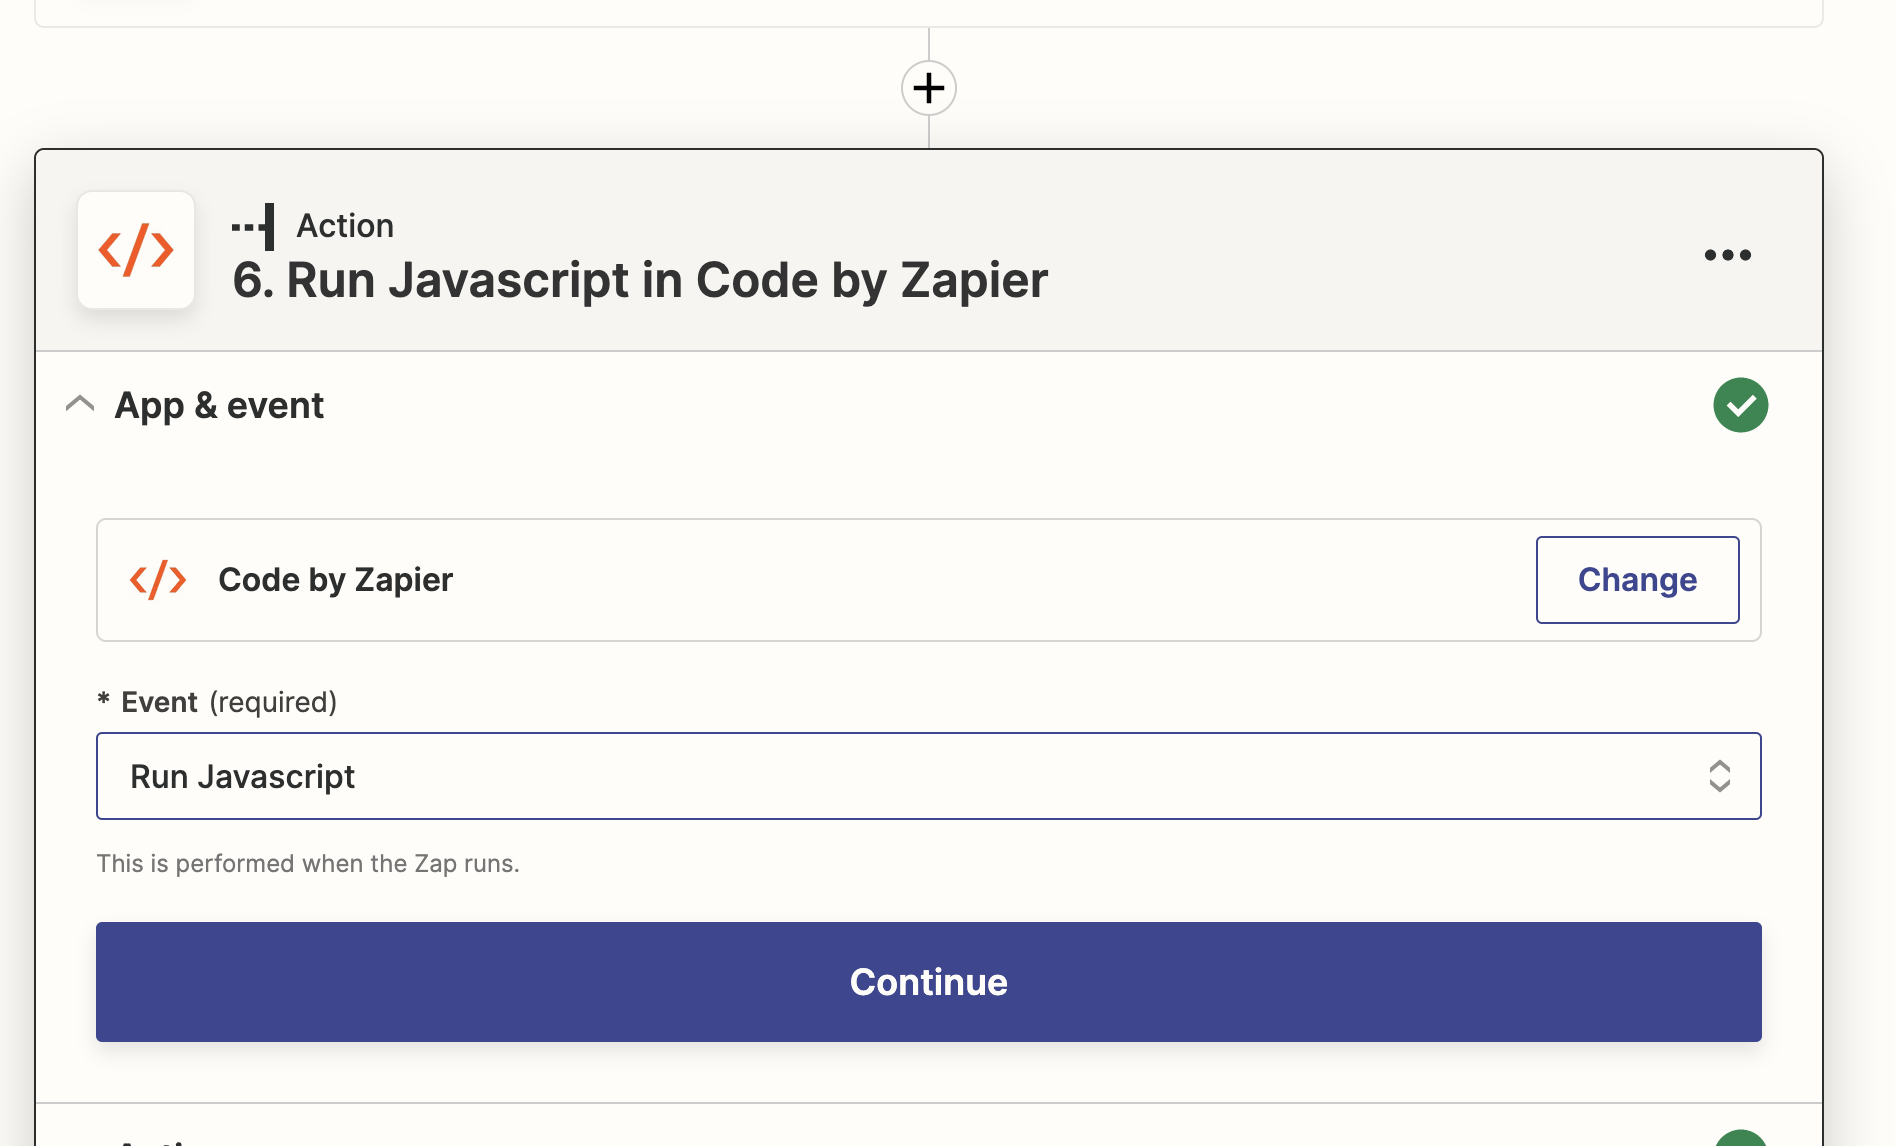 Action
6. Run Javascript in Code by Zapier
App & event
Code by Zapier
Change
* Event (required)
Run Javascript
This is performed when the Zap runs.
Continue